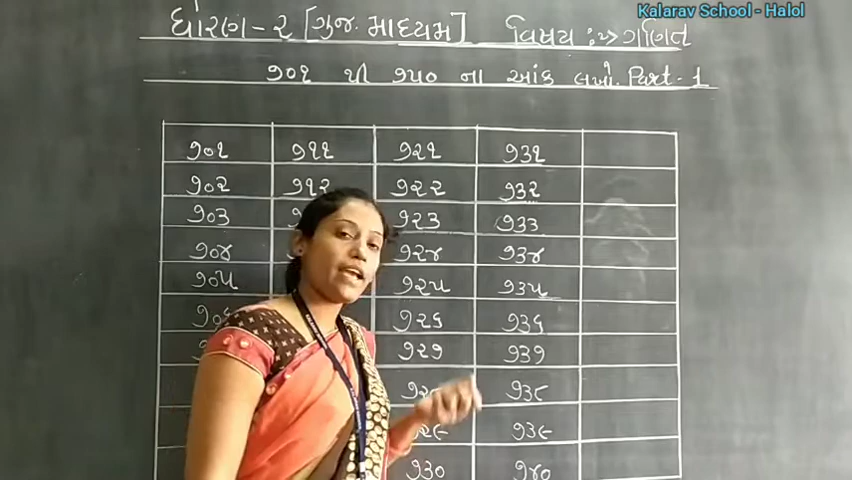 Kalarav School - Halol
ધોરણ - ૨ [ગુજ. માધ્યમ] વિષય :-> ગણિત
૭૦૧ થી ૭૫૦ ના આંક લખો. Part - 1
૭૦૧ ૭૧૧ ૭૨૧ ૭૩૧
૭૦૨ ૭૧૨ ૭૨૨ ૭૩૨
૭૦૩ ૭૨૩ ૭૩૩
૭૦૪ ૭૨૪ ૭૩૪
૭૦૫ ૭૨૫ ૭૩૫
૭૨૬ ૭૩૬
૭૨૭ ૭૩૭
૭૩૮
૭૩૯
૭૩૦ ૭૪૦